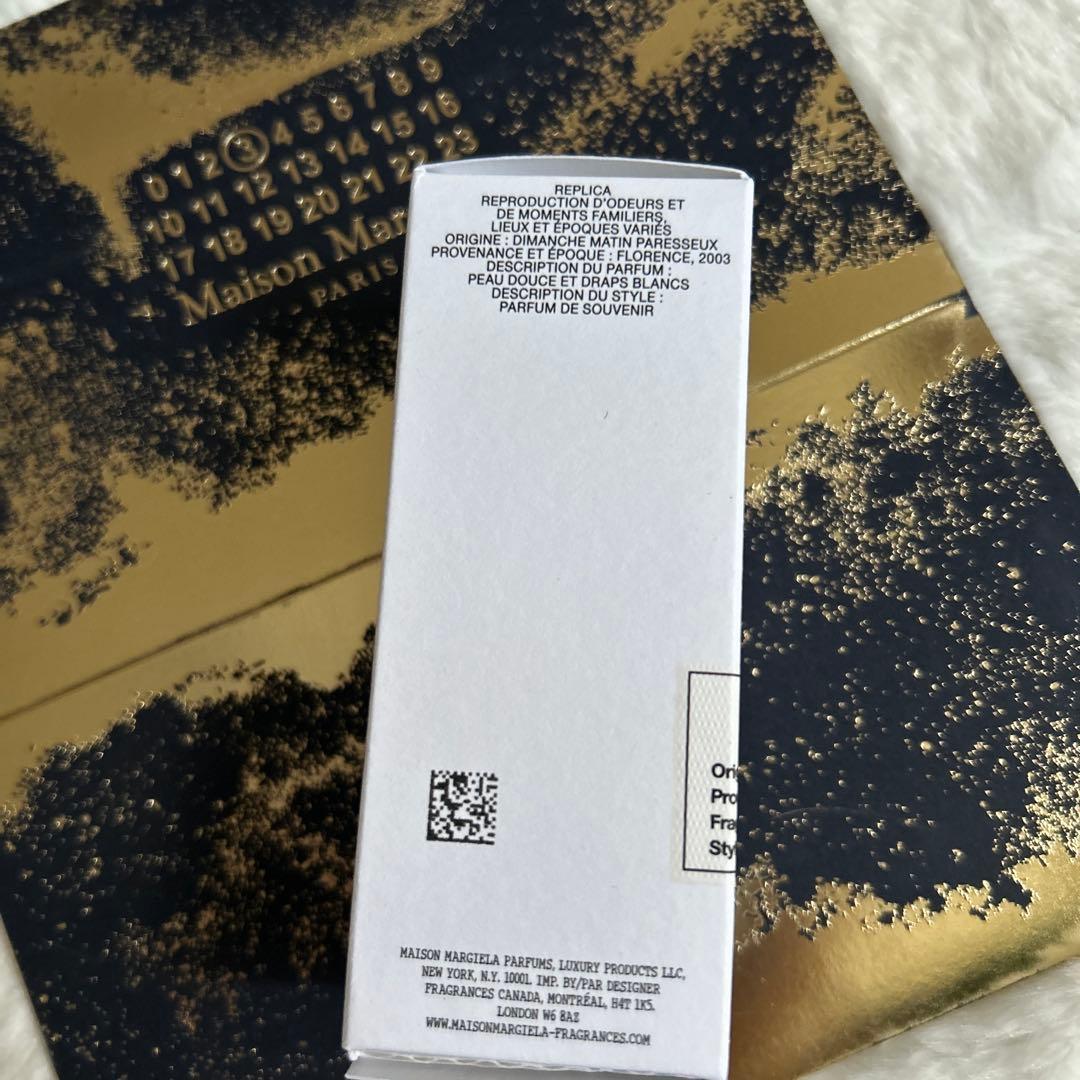 0 1 2 3 4 5 6 7 8 9
10 11 12 13 14 15 16
17 18 19 20 21 22 23
Maison
PARIS
REPLICA
REPRODUCTION D'ODEURS ET
DE MOMENTS FAMILIERS,
LIEUX ET ÉPOQUES VARIÉS
ORIGINE : DIMANCHE MATIN PARESSEUX
PROVENANCE ET ÉPOQUE : FLORENCE, 2003
DESCRIPTION DU PARFUM :
PEAU DOUCE ET DRAPS BLANCS
DESCRIPTION DU STYLE :
PARFUM DE SOUVENIR
Ori
Pro
Fra
Sty
MAISON MARGIELA PARFUMS, LUXURY PRODUCTS LLC,
NEW YORK, N.Y. 10001. IMP. BY/PAR DESIGNER
FRAGRANCES CANADA, MONTRÉAL, H4T 1K5.
LONDON W6 8AZ
WWW.MAISONMARGIELA-FRAGRANCES.COM